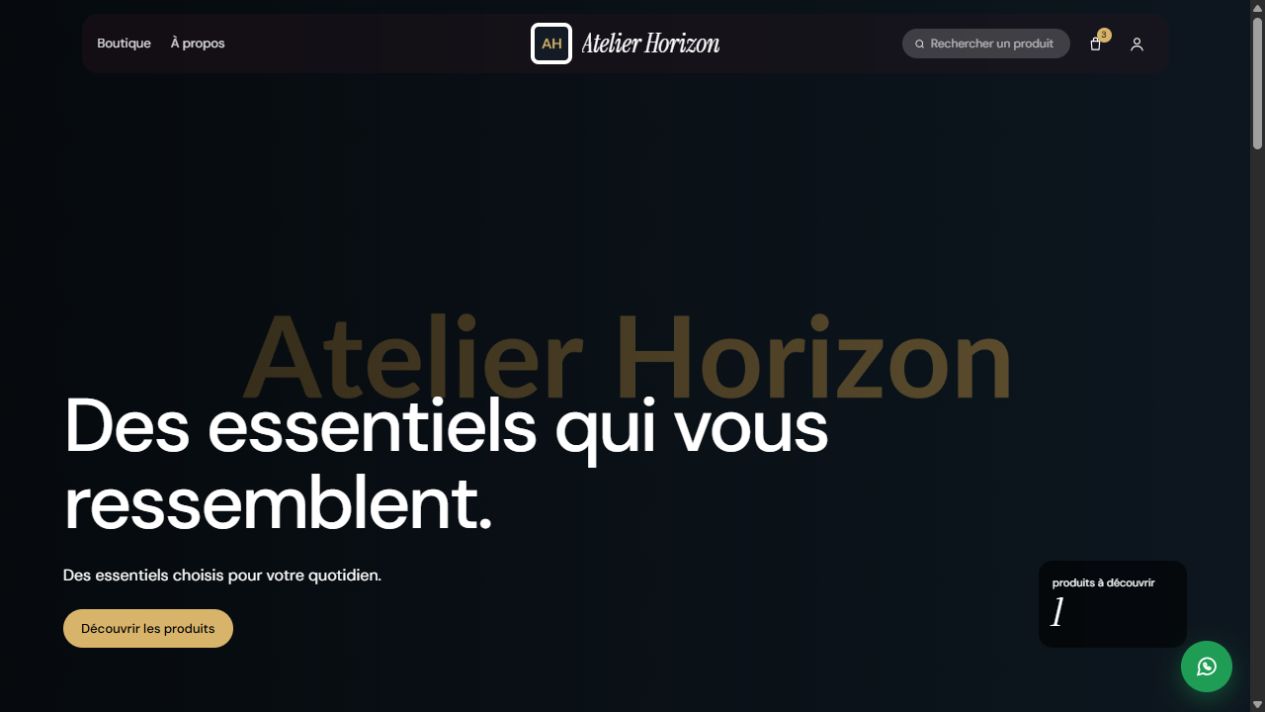 Boutique
À propos
AH
Atelier Horizon
Rechercher un produit
3
Atelier Horizon
Des essentiels qui vous
ressemblent.
Des essentiels choisis pour votre quotidien.
Découvrir les produits
produits à découvrir
1